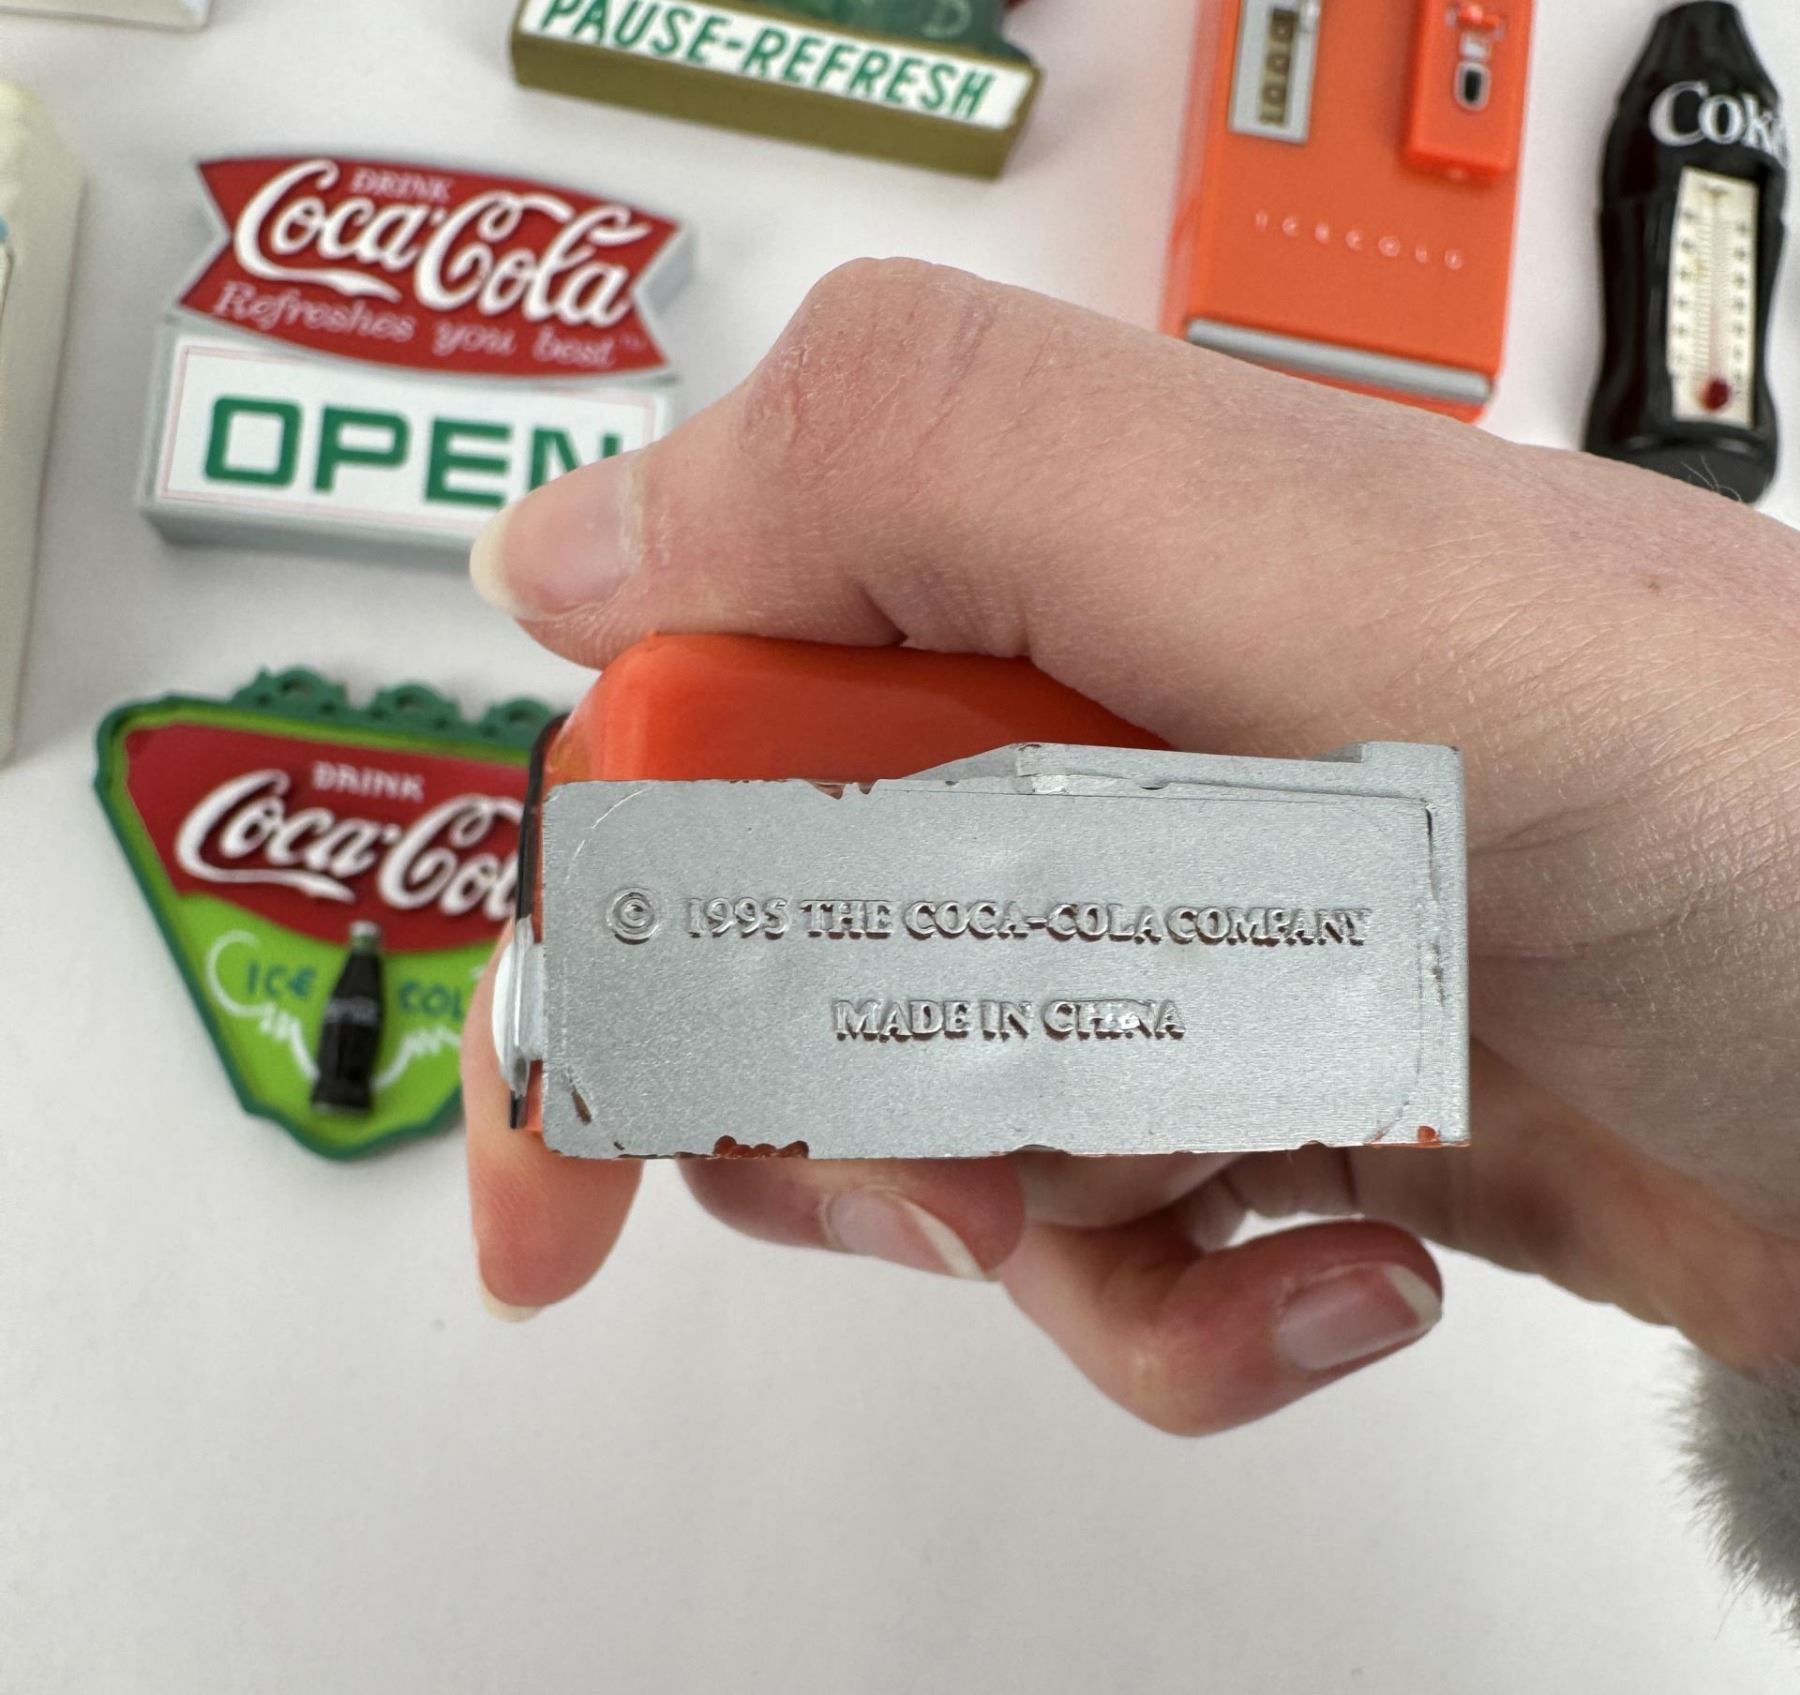 PAUSE-REFRESH
Coke
DRINK
Coca-Cola
Refreshes you best
OPEN
ICE COLD
DRINK
Coca-Col
ICE COL
© 1995 THE COCA-COLA COMPANY
MADE IN CHINA